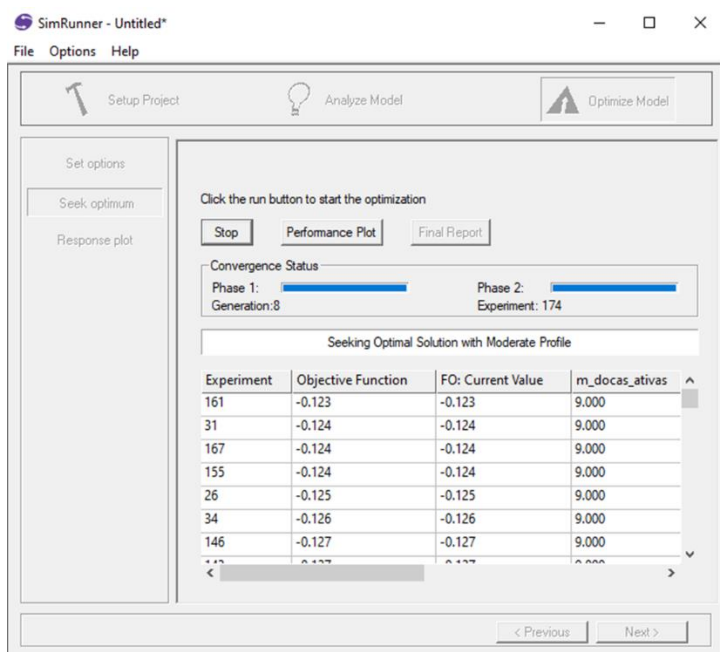 SimRunner - Untitled*
File Options Help
Setup Project Analyze Model Optimize Model
Set options
Seek optimum
Response plot
Click the run button to start the optimization
Stop Performance Plot Final Report
Convergence Status
Phase 1: Phase 2:
Generation:8 Experiment: 174
Seeking Optimal Solution with Moderate Profile
Experiment Objective Function FO: Current Value m_docas_ativas
161 -0.123 -0.123 9.000
31 -0.124 -0.124 9.000
167 -0.124 -0.124 9.000
155 -0.124 -0.124 9.000
26 -0.125 -0.125 9.000
34 -0.126 -0.126 9.000
146 -0.127 -0.127 9.000
< Previous Next >